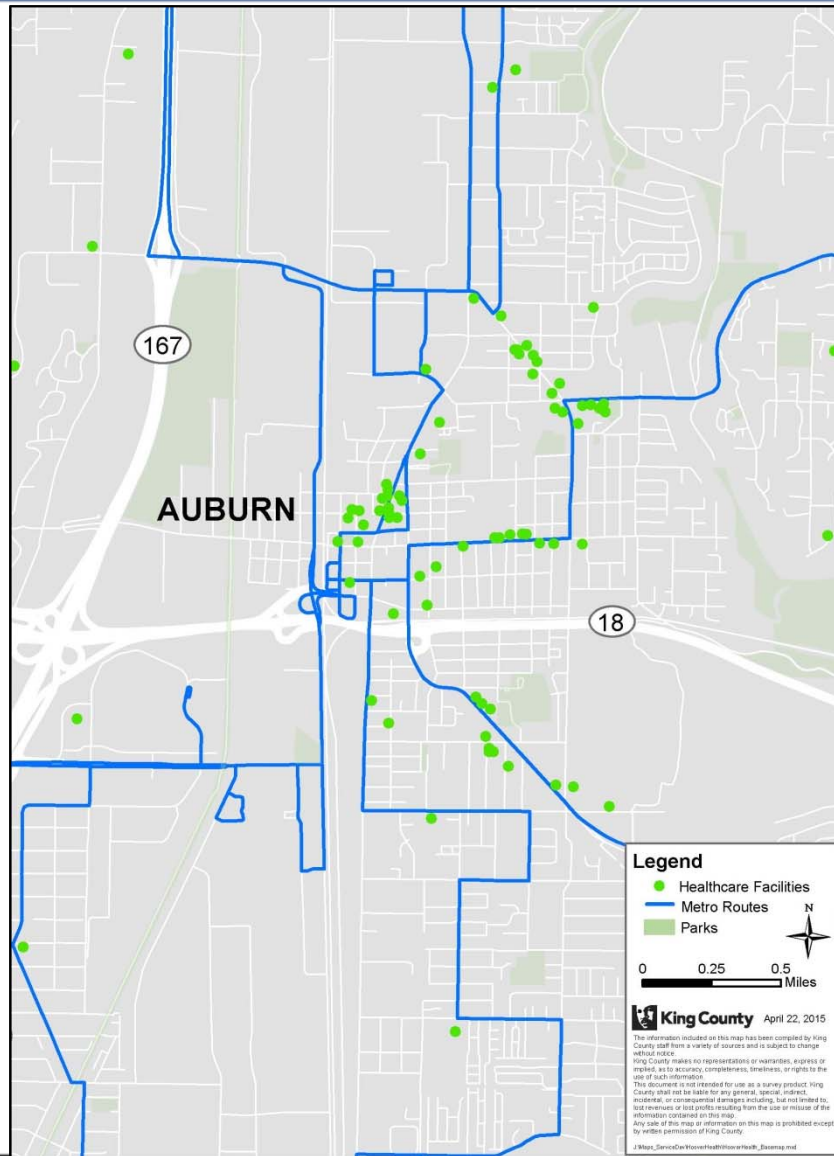 167
AUBURN
18
Legend
Healthcare Facilities
Metro Routes
Parks
N
0 0.25 0.5
Miles
King County April 22, 2015
The information included on this map has been compiled by King
County staff from a variety of sources and is subject to change
without notice.
King County makes no representations or warranties, express or
implied, as to accuracy, completeness, timeliness, or rights to the
use of such information.
This document is not intended for use as a survey product. King
County shall not be liable for any general, special, indirect,
incidental, or consequential damages including, but not limited to,
lost revenues or lost profits resulting from the use or misuse of the
information contained on this map.
Any sale of this map or information on this map is prohibited except
by written permission of King County.